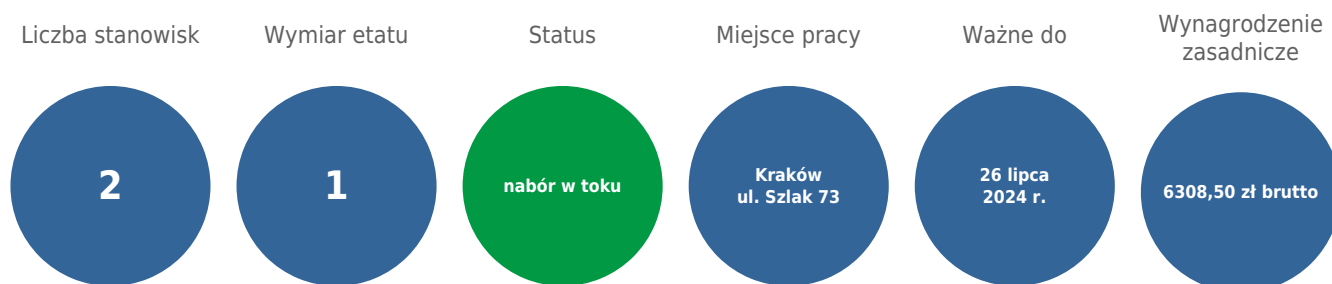 Liczba stanowisk
2
Wymiar etatu
1
Status
nabór w toku
Miejsce pracy
Kraków
ul. Szlak 73
Ważne do
26 lipca
2024 r.
Wynagrodzenie
zasadnicze
6308,50 zł brutto